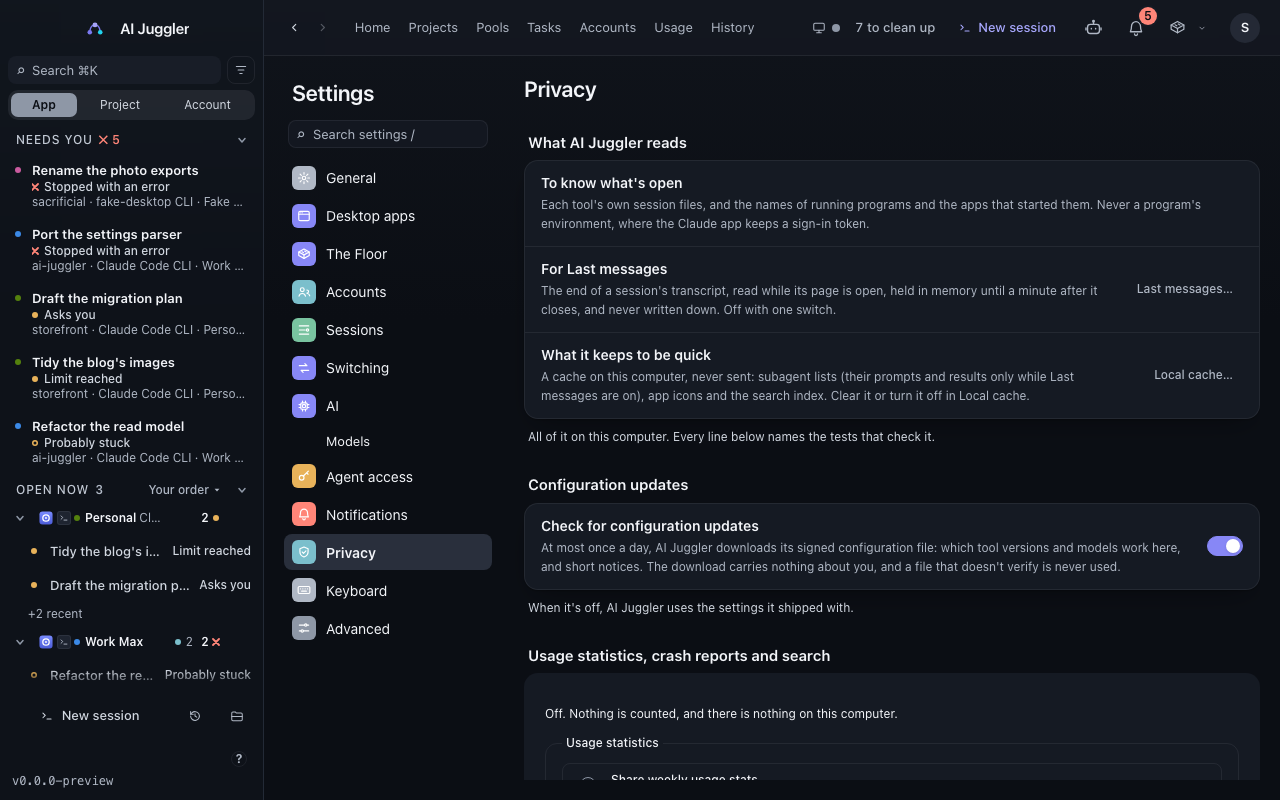 AI Juggler
Search ⌘K
App
Project
Account
NEEDS YOU
5
Rename the photo exports
Stopped with an error
sacrificial · fake-desktop CLI · Fake ...
Port the settings parser
Stopped with an error
ai-juggler · Claude Code CLI · Work ...
Draft the migration plan
Asks you
storefront · Claude Code CLI · Perso...
Tidy the blog's images
Limit reached
storefront · Claude Code CLI · Perso...
Refactor the read model
Probably stuck
ai-juggler · Claude Code CLI · Work ...
OPEN NOW 3
Your order
Personal Cl...
2
Tidy the blog's i...
Limit reached
Draft the migration p...
Asks you
+2 recent
Work Max
2
2
Refactor the re...
Probably stuck
New session
?
v0.0.0-preview
Home
Projects
Pools
Tasks
Accounts
Usage
History
7 to clean up
New session
5
S
Settings
Search settings /
General
Desktop apps
The Floor
Accounts
Sessions
Switching
AI
Models
Agent access
Notifications
Privacy
Keyboard
Advanced
Privacy
What AI Juggler reads
To know what's open
Each tool's own session files, and the names of running programs and the apps that started them. Never a program's
environment, where the Claude app keeps a sign-in token.
For Last messages
The end of a session's transcript, read while its page is open, held in memory until a minute after it
closes, and never written down. Off with one switch.
Last messages...
What it keeps to be quick
A cache on this computer, never sent: subagent lists (their prompts and results only while Last
messages are on), app icons and the search index. Clear it or turn it off in Local cache.
Local cache...
All of it on this computer. Every line below names the tests that check it.
Configuration updates
Check for configuration updates
At most once a day, AI Juggler downloads its signed configuration file: which tool versions and models work here,
and short notices. The download carries nothing about you, and a file that doesn't verify is never used.
When it's off, AI Juggler uses the settings it shipped with.
Usage statistics, crash reports and search
Off. Nothing is counted, and there is nothing on this computer.
Usage statistics
Share weekly usage stats